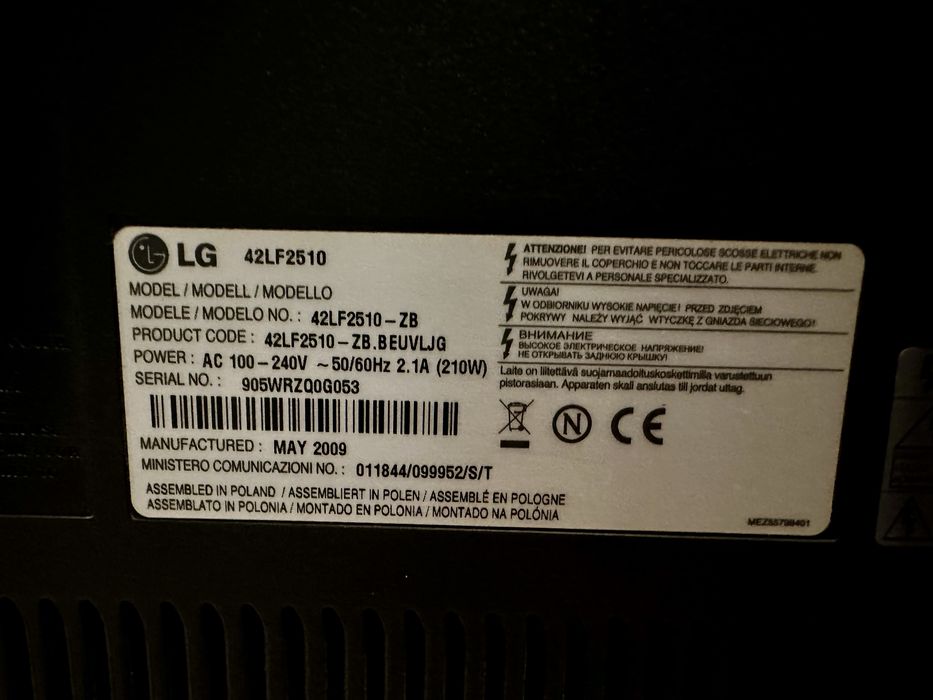 LG 42LF2510
MODEL / MODELL / MODELLO
MODELE / MODELO NO. : 42LF2510-ZB
PRODUCT CODE : 42LF2510-ZB.BEUVLJG
POWER : AC 100-240V ~50/60Hz 2.1A (210W)
SERIAL NO. : 905WRZQ0G053
MANUFACTURED : MAY 2009
MINISTERO COMUNICAZIONI NO. : 011844/099952/S/T
ASSEMBLED IN POLAND / ASSEMBLIERT IN POLEN / ASSEMBLÉ EN POLOGNE
ASSEMBLATO IN POLONIA / MONTADO EN POLONIA / MONTADO NA POLÓNIA
ATTENZIONE! PER EVITARE PERICOLOSE SCOSSE ELETTRICHE NON
RIMUOVERE IL COPERCHIO E NON TOCCARE LE PARTI INTERNE.
RIVOLGETEVI A PERSONALE SPECIALIZZATO.
UWAGA!
W ODBIORNIKU WYSOKIE NAPIĘCIE! PRZED ZDJĘCIEM
POKRYWY NALEŻY WYJĄĆ WTYCZKĘ Z GNIAZDA SIECIOWEGO!
ВНИМАНИЕ
ВЫСОКОЕ ЭЛЕКТРИЧЕСКОЕ НАПРЯЖЕНИЕ!
НЕ ОТКРЫВАТЬ ЗАДНЮЮ КРЫШКУ!
Laite on liitettävä suojamaadoituskoskettimilla varustettuun
pistorasiaan. Apparaten skall anslutas till jordat uttag.
N CE
MEZ55798401